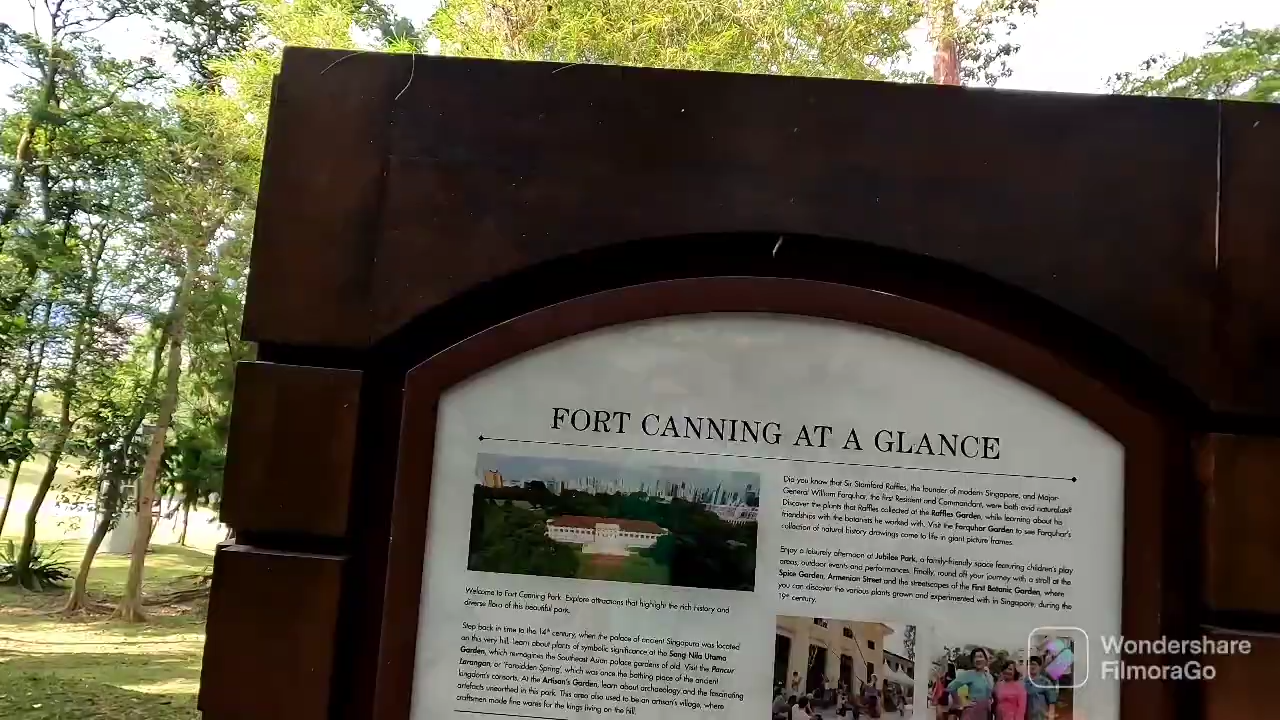 FORT CANNING AT A GLANCE
Welcome to Fort Canning Park. Explore attractions that highlight the rich history and
diverse flora of this beautiful park.
Step back in time to the 14th century, when the palace of ancient Singapura was located
on this very hill. Learn about plants of symbolic significance at the Sang Nila Utama
Garden, which reimagines the Southeast Asian palace gardens of old. Visit the Pancur
Larangan, or 'Forbidden Spring', which was once the bathing place of the ancient
kingdom's consorts. At the Artisan's Garden, learn about archaeology and the fascinating
artefacts unearthed in this park. This area also used to be an artisan's village, where
craftsmen made fine wares for the kings living on the hill.
Did you know that Sir Stamford Raffles, the founder of modern Singapore, and Major-
General William Farquhar, the first Resident and Commandant, were both avid naturalists?
Discover the plants that Raffles collected at the Raffles Garden, while learning about his
friendships with the botanists he worked with. Visit the Farquhar Garden to see Farquhar's
collection of natural history drawings come to life in giant picture frames.
Enjoy a leisurely afternoon at Jubilee Park, a family-friendly space featuring children's play
areas, outdoor events and performances. Finally, round off your journey with a stroll at the
Spice Garden, Armenian Street and the streetscapes of the First Botanic Garden, where
you can discover the various plants grown and experimented with in Singapore, during the
19th century.
Wondershare
FilmoraGo